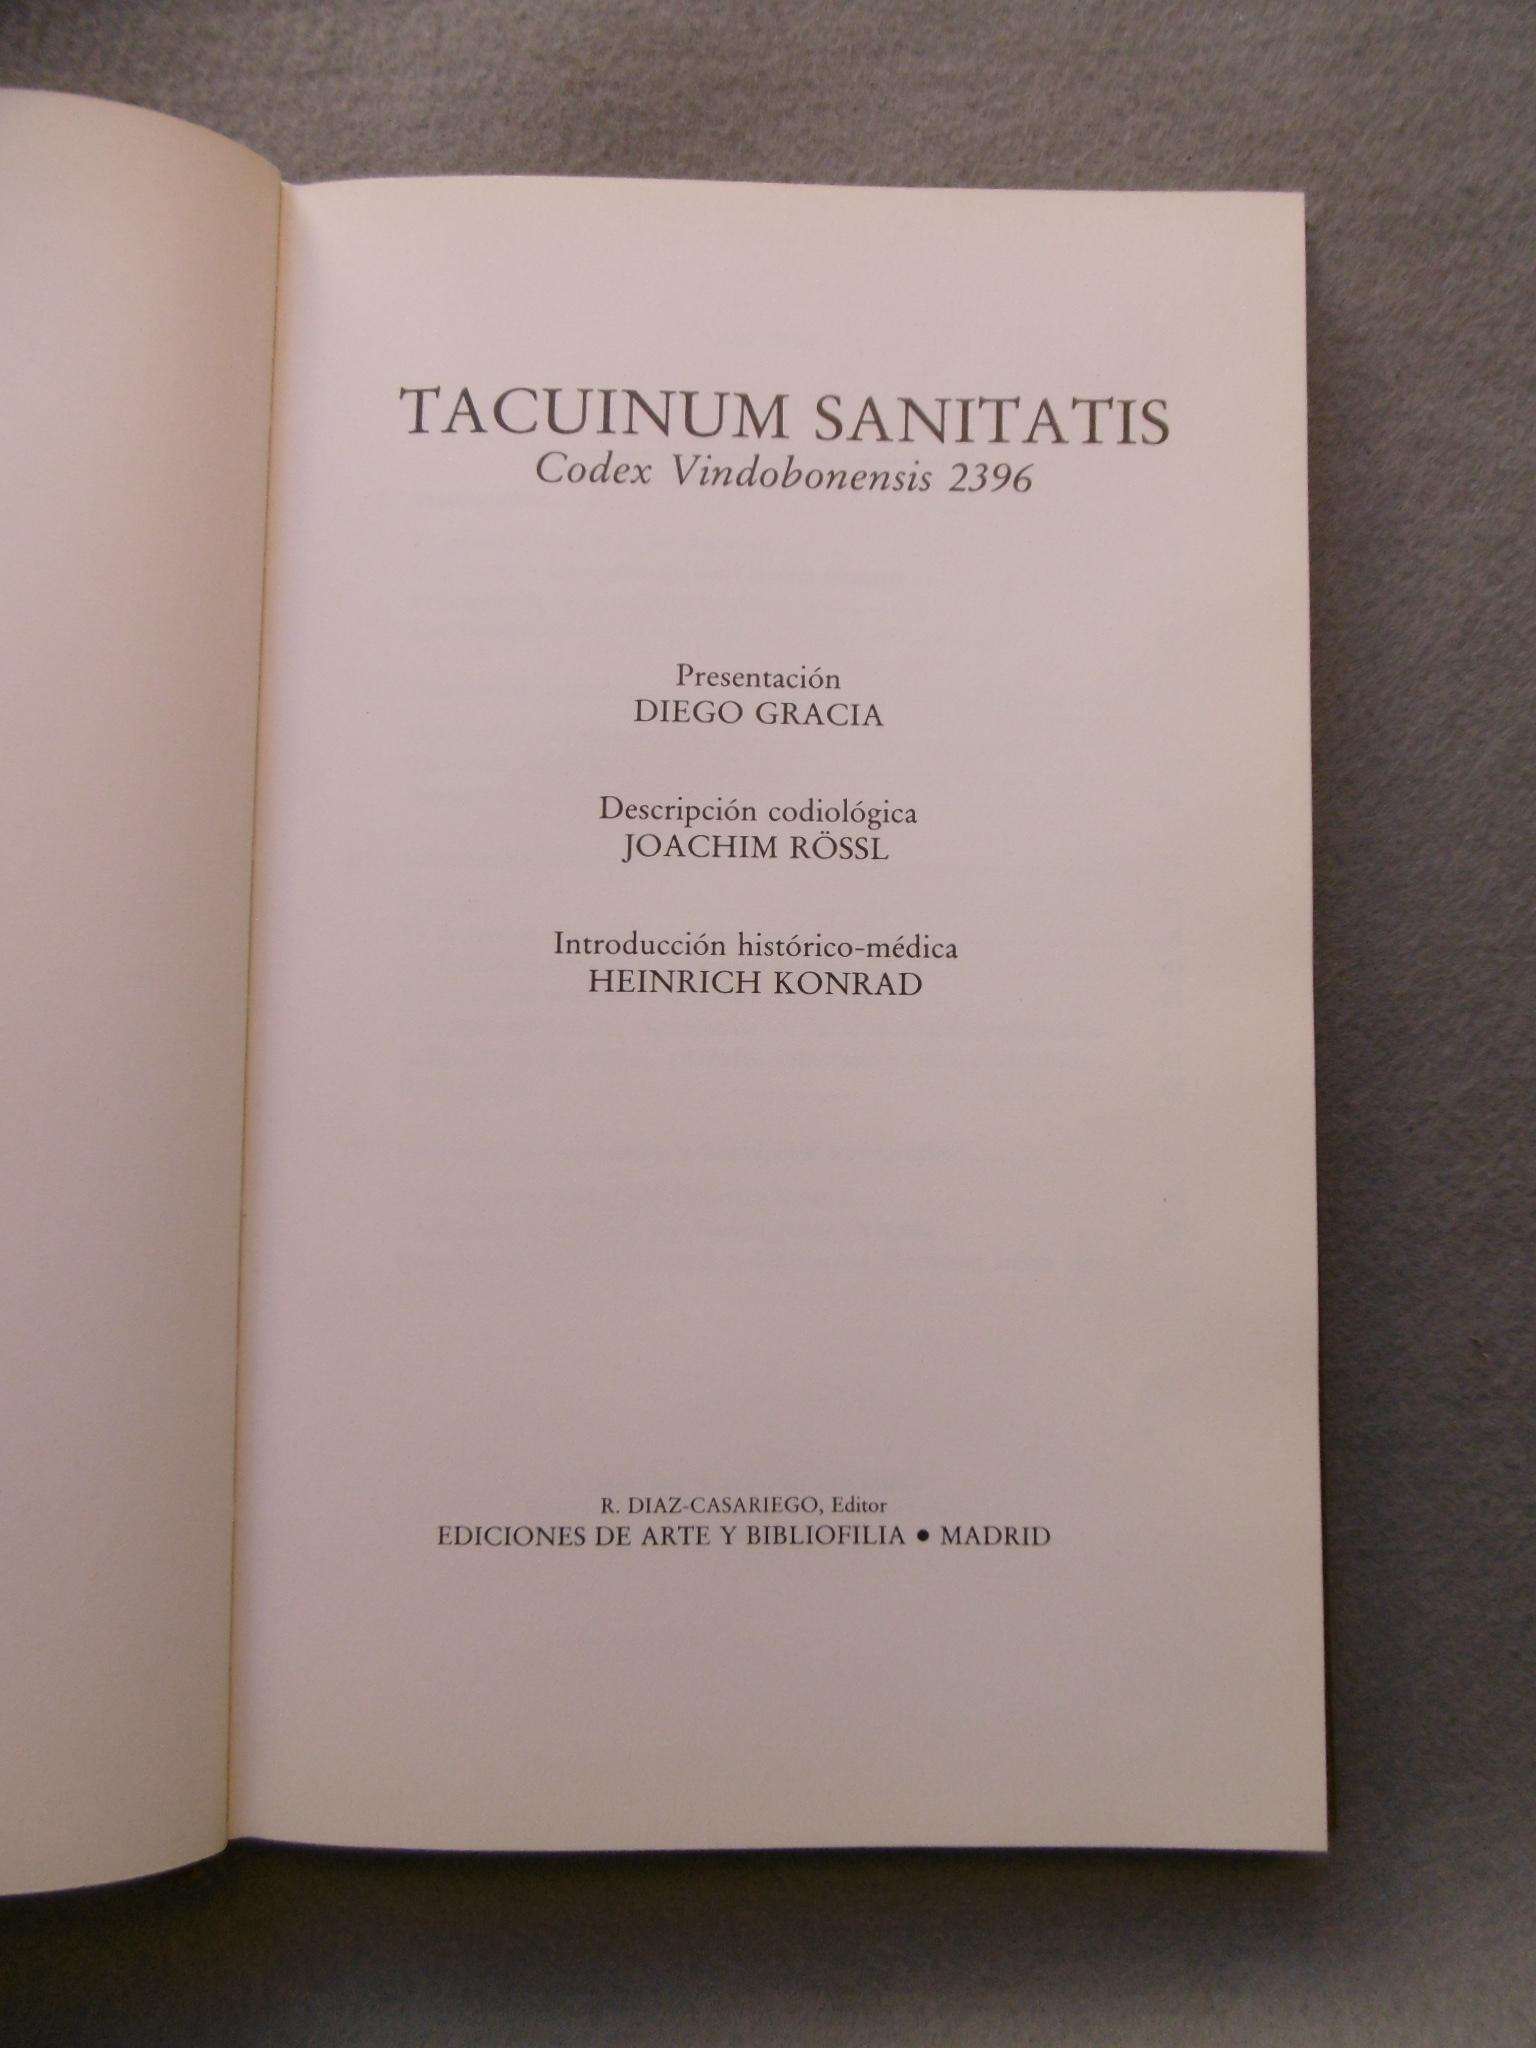 TACUINUM SANITATIS
Codex Vindobonensis 2396
Presentación
DIEGO GRACIA
Descripción codiológica
JOACHIM RÖSSL
Introducción histórico-médica
HEINRICH KONRAD
R. DIAZ-CASARIEGO, Editor
EDICIONES DE ARTE Y BIBLIOFILIA • MADRID